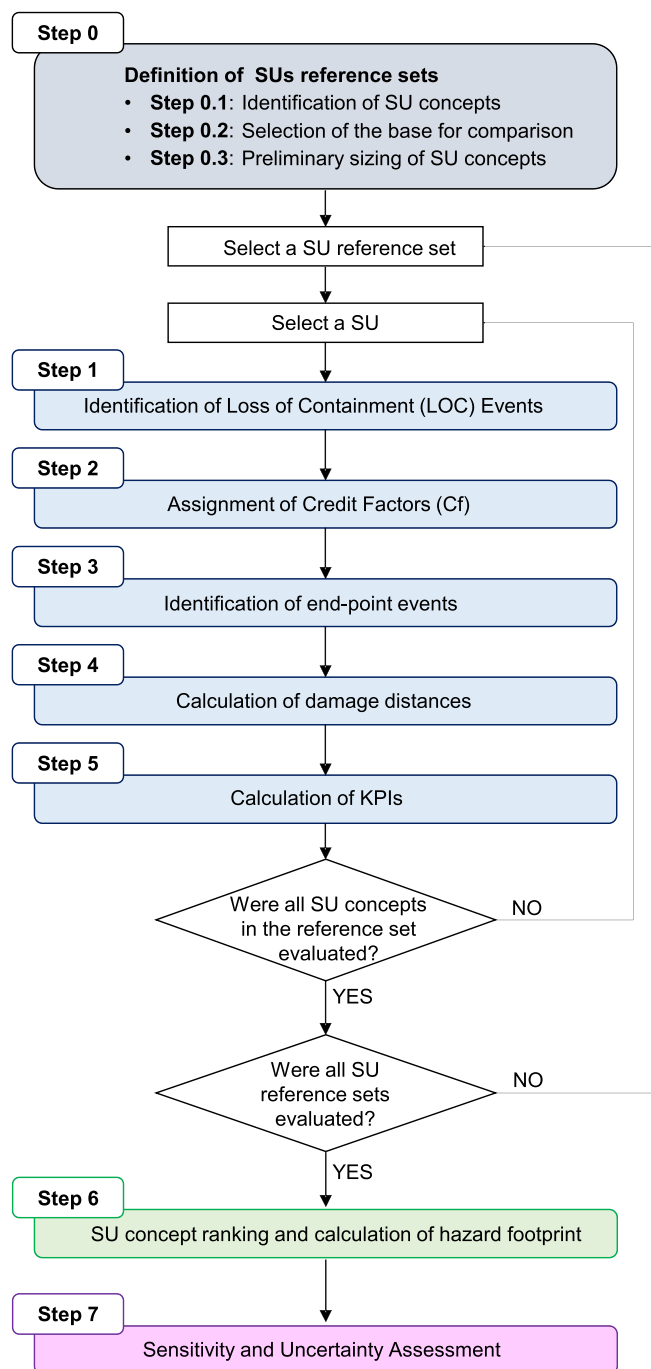 Step 0
Definition of SUs reference sets
• Step 0.1: Identification of SU concepts
• Step 0.2: Selection of the base for comparison
• Step 0.3: Preliminary sizing of SU concepts
Select a SU reference set
Select a SU
Step 1
Identification of Loss of Containment (LOC) Events
Step 2
Assignment of Credit Factors (Cf)
Step 3
Identification of end-point events
Step 4
Calculation of damage distances
Step 5
Calculation of KPIs
Were all SU concepts
in the reference set
evaluated?
NO
YES
Were all SU
reference sets
evaluated?
NO
YES
Step 6
SU concept ranking and calculation of hazard footprint
Step 7
Sensitivity and Uncertainty Assessment